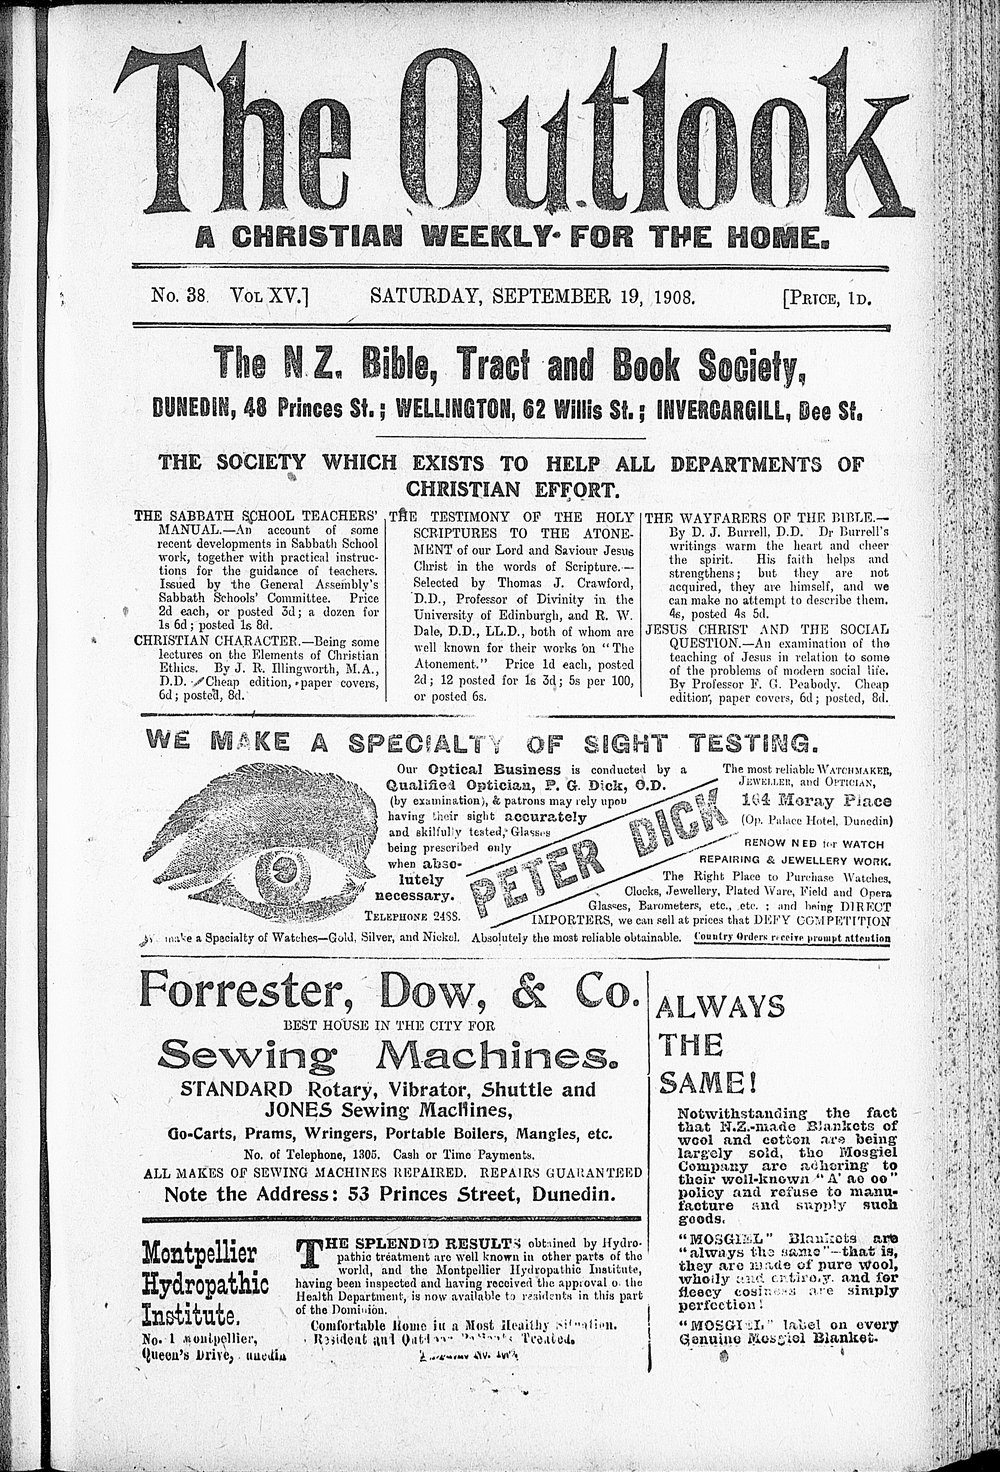 The Outlook
A CHRISTIAN WEEKLY FOR THE HOME.
No. 38. VOL XV.]
SATURDAY, SEPTEMBER 19, 1908.
[PRICE, 1D.
The N.Z. Bible, Tract and Book Society,
DUNEDIN, 48 Princes St.; WELLINGTON, 62 Willis St.; INVERCARGILL, Dee St.
THE SOCIETY WHICH EXISTS TO HELP ALL DEPARTMENTS OF
CHRISTIAN EFFORT.
THE SABBATH SCHOOL TEACHERS'
MANUAL.—An account of some
recent developments in Sabbath School
work, together with practical instruc-
tions for the guidance of teachers.
Issued by the General Assembly's
Sabbath Schools' Committee. Price
2d each, or posted 3d; a dozen for
1s 6d; posted 1s 8d.
CHRISTIAN CHARACTER.—Being some
lectures on the Elements of Christian
Ethics. By J. R. Illingworth, M.A.,
D.D. Cheap edition, paper covers,
6d; posted, 8d.
THE TESTIMONY OF THE HOLY
SCRIPTURES TO THE ATONE-
MENT of our Lord and Saviour Jesus
Christ in the words of Scripture.—
Selected by Thomas J. Crawford,
D.D., Professor of Divinity in the
University of Edinburgh, and R. W.
Dale, D.D., LL.D., both of whom are
well known for their works on "The
Atonement." Price 1d each, posted
2d; 12 posted for 1s 3d; 5s per 100,
or posted 6s.
THE WAYFARERS OF THE BIBLE.—
By D. J. Burrell, D.D. Dr Burrell's
writings warm the heart and cheer
the spirit. His faith helps and
strengthens; but they are not
acquired, they are himself, and we
can make no attempt to describe them.
4s, posted 4s 5d.
JESUS CHRIST AND THE SOCIAL
QUESTION.—An examination of the
teaching of Jesus in relation to some
of the problems of modern social life.
By Professor F. G. Peabody. Cheap
edition, paper covers, 6d; posted, 8d.
WE MAKE A SPECIALTY OF SIGHT TESTING.
Our Optical Business is conducted by a
Qualified Optician, P. G. Dick, O.D.
(by examination), & patrons may rely upon
having their sight accurately
and skilfully tested, Glasses
being prescribed only
when abso-
lutely
necessary.
TELEPHONE 2488.
PETER DICK
The most reliable WATCHMAKER,
JEWELLER, and OPTICIAN,
164 Moray Place
(Op. Palace Hotel, Dunedin)
RENOWNED for WATCH
REPAIRING & JEWELLERY WORK.
The Right Place to Purchase Watches,
Clocks, Jewellery, Plated Ware, Field and Opera
Glasses, Barometers, etc., etc. ; and being DIRECT
IMPORTERS, we can sell at prices that DEFY COMPETITION
We make a Specialty of Watches—Gold, Silver, and Nickel. Absolutely the most reliable obtainable. Country Orders receive prompt attention
Forrester, Dow, & Co.
BEST HOUSE IN THE CITY FOR
Sewing Machines.
STANDARD Rotary, Vibrator, Shuttle and
JONES Sewing Machines,
Go-Carts, Prams, Wringers, Portable Boilers, Mangles, etc.
No. of Telephone, 1305. Cash or Time Payments.
ALL MAKES OF SEWING MACHINES REPAIRED. REPAIRS GUARANTEED
Note the Address: 53 Princes Street, Dunedin.
Montpellier
Hydropathic
Institute.
No. 1 Montpellier,
Queen's Drive, unedin
THE SPLENDID RESULTS obtained by Hydro-
pathic treatment are well known in other parts of the
world, and the Montpellier Hydropathic Institute,
having been inspected and having received the approval o the
Health Department, is now available to residents in this part
of the Dominion.
Comfortable Home in a Most Healthy Situation.
Resident and Outdoor Patients Treated.
ALWAYS
THE
SAME!
Notwithstanding the fact
that N.Z.-made Blankets of
wool and cotton are being
largely sold, the Mosgiel
Company are adhering to
their well-known "A' ae oo"
policy and refuse to manu-
facture and supply such
goods.
"MOSGIEL" Blankets are
"always the same"—that is,
they are made of pure wool,
wholly and entirely, and for
fleecy cosiness are simply
perfection!
"MOSGIEL" label on every
Genuine Mosgiel Blanket.